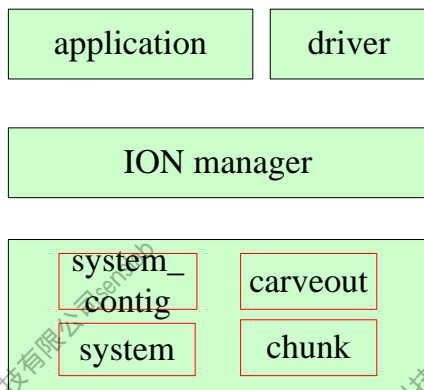 application
driver
ION manager
system_
contig
carveout
system
chunk